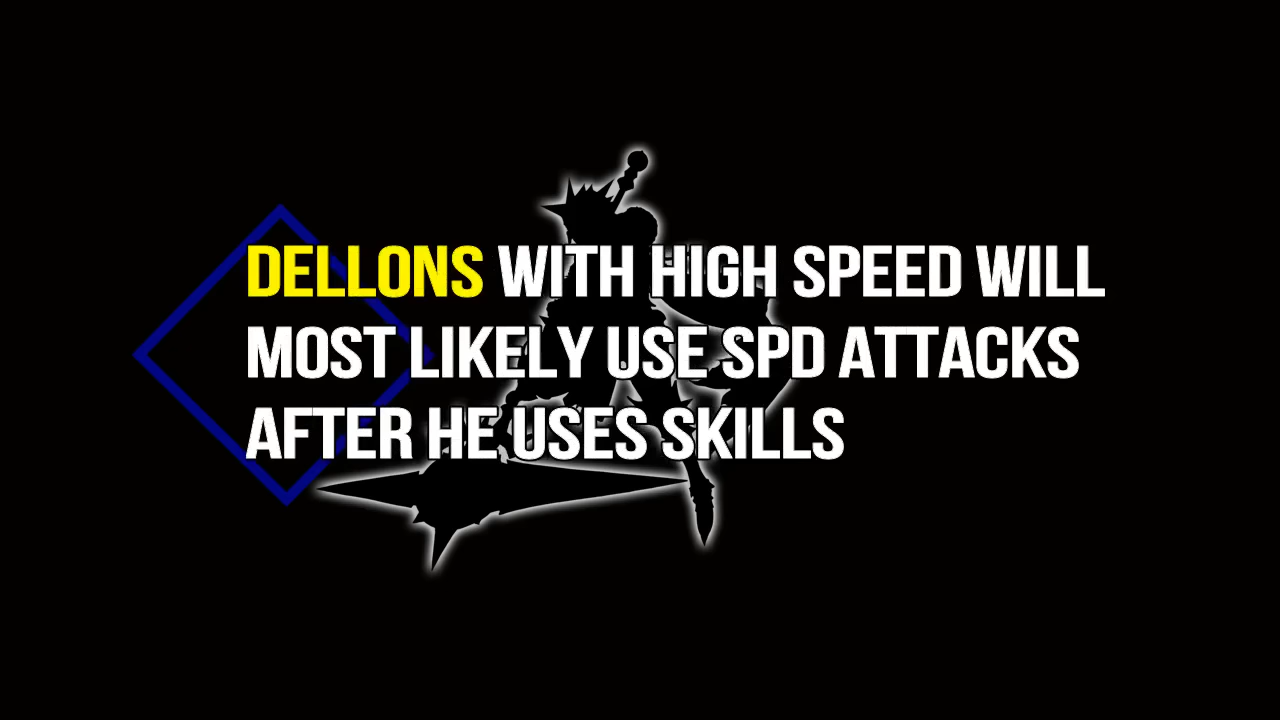 DELLONS WITH HIGH SPEED WILL
MOST LIKELY USE SPD ATTACKS
AFTER HE USES SKILLS